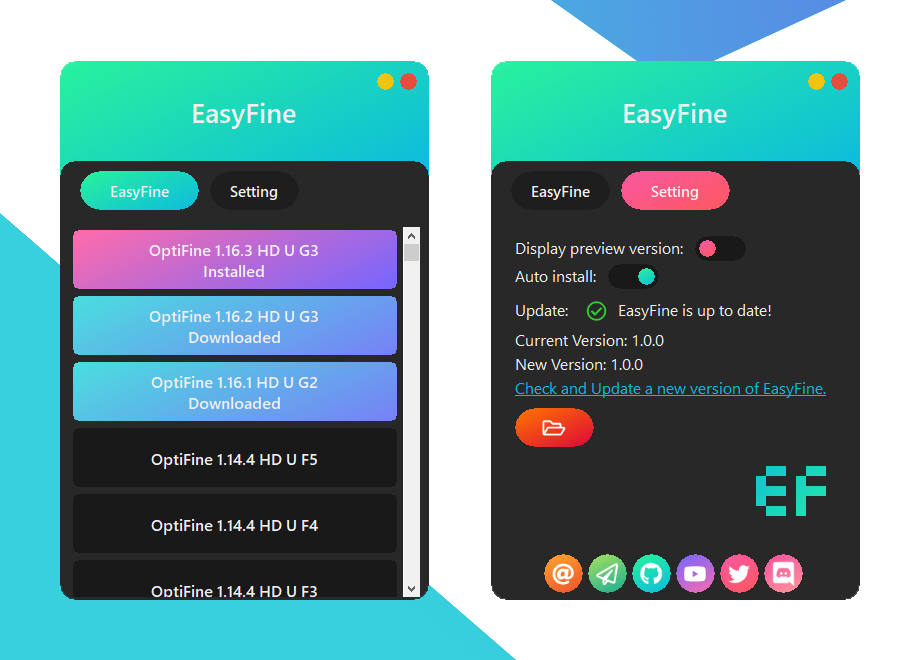 EasyFine
EasyFine
Setting
OptiFine 1.16.3 HD U G3
Installed
OptiFine 1.16.2 HD U G3
Downloaded
OptiFine 1.16.1 HD U G2
Downloaded
OptiFine 1.14.4 HD U F5
OptiFine 1.14.4 HD U F4
OptiFine 1.14.4 HD U F3
EasyFine
EasyFine
Setting
Display preview version:
Auto install:
Update: EasyFine is up to date!
Current Version: 1.0.0
New Version: 1.0.0
Check and Update a new version of EasyFine.
EF